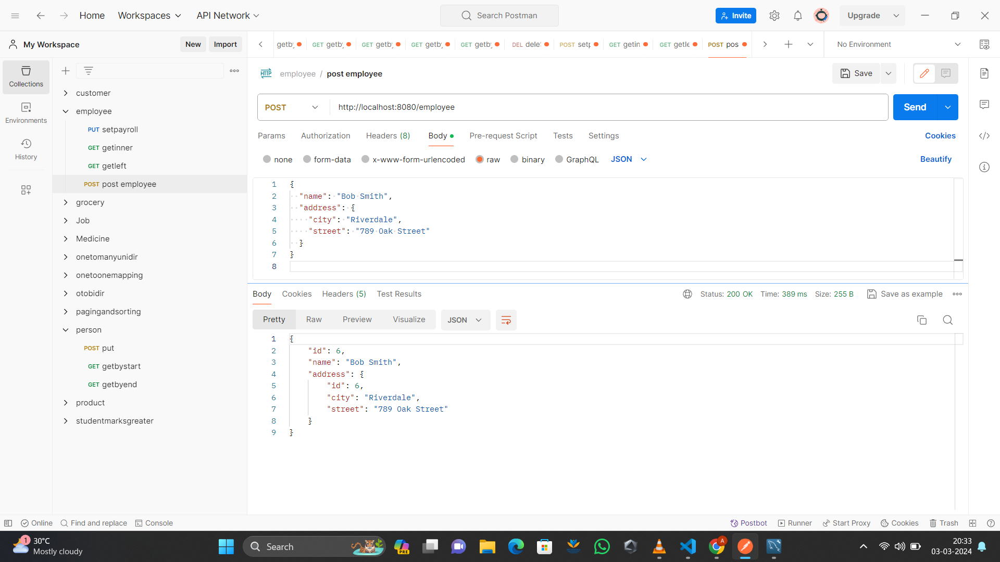 Home Workspaces API Network Search Postman Invite Upgrade
My Workspace New Import getby GET getby GET getby GET getby GET getby DEL dele POST setp GET getin GET getle POST pos No Environment
Collections
Environments
History
customer
employee
PUT setpayroll
GET getinner
GET getleft
POST post employee
grocery
Job
Medicine
onetomanyunidir
onetoonemapping
otobidir
pagingandsorting
person
POST put
GET getbystart
GET getbyend
product
studentmarksgreater
HTTP employee / post employee Save
POST http://localhost:8080/employee Send
Params Authorization Headers (8) Body Pre-request Script Tests Settings Cookies
none form-data x-www-form-urlencoded raw binary GraphQL JSON Beautify
1 {
2 "name": "Bob Smith",
3 "address": {
4 "city": "Riverdale",
5 "street": "789 Oak Street"
6 }
7 }
8
Body Cookies Headers (5) Test Results Status: 200 OK Time: 389 ms Size: 255 B Save as example
Pretty Raw Preview Visualize JSON
1 {
2 "id": 6,
3 "name": "Bob Smith",
4 "address": {
5 "id": 6,
6 "city": "Riverdale",
7 "street": "789 Oak Street"
8 }
9 }
Online Find and replace Console Postbot Runner Start Proxy Cookies Trash
1 30°C
Mostly cloudy
Search
PRE
A
20:33
03-03-2024